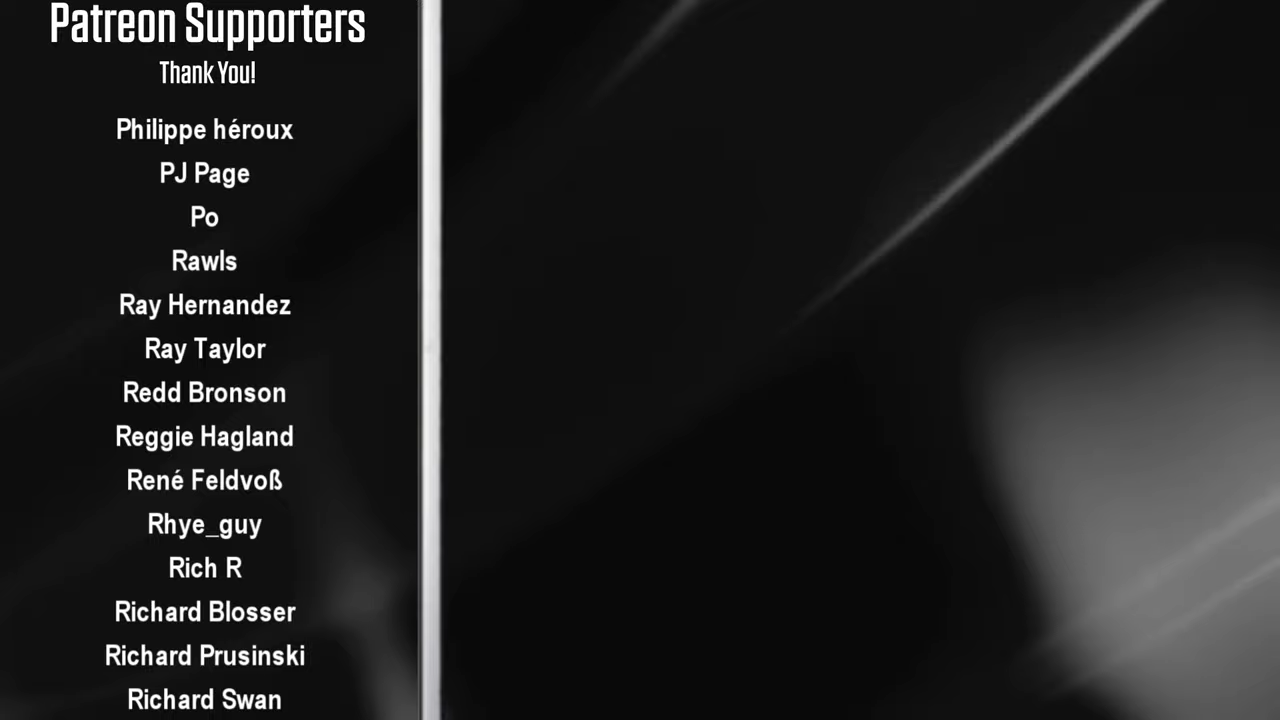 Patreon Supporters
Thank You!
Philippe héroux
PJ Page
Po
Rawls
Ray Hernandez
Ray Taylor
Redd Bronson
Reggie Hagland
René Feldvoß
Rhye_guy
Rich R
Richard Blosser
Richard Prusinski
Richard Swan